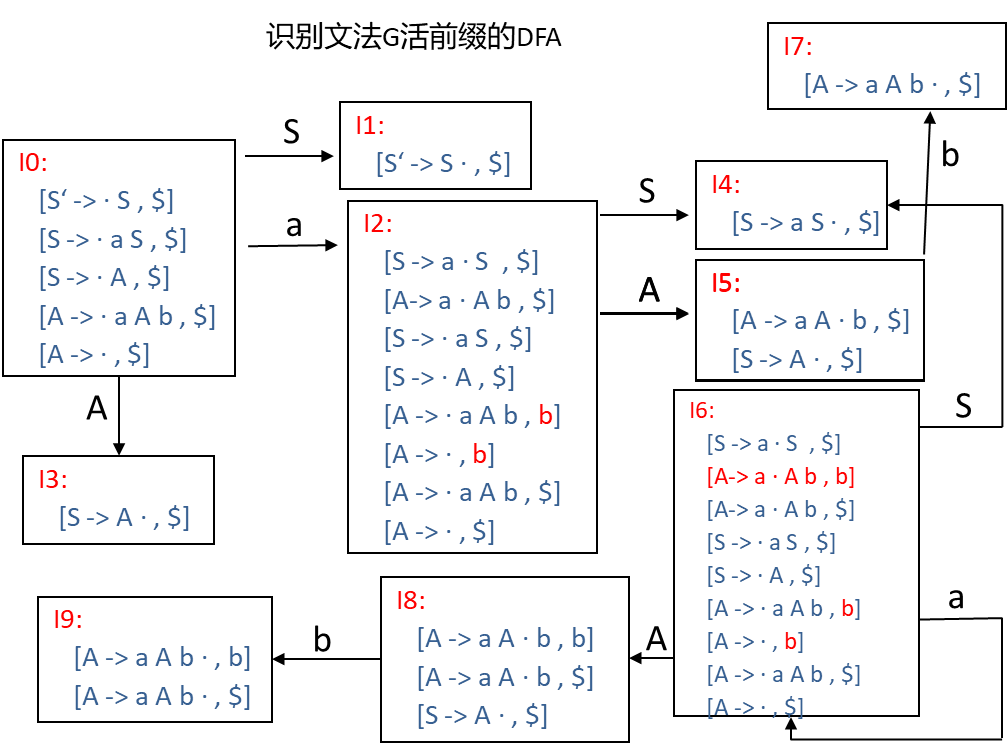 识别文法G活前缀的DFA
I7:
[A -> a A b · , $]
S
I1:
[S‘ -> S · , $]
b
I0:
[S‘ -> · S , $]
[S -> · a S , $]
[S -> · A , $]
[A -> · a A b , $]
[A -> · , $]
a
I2:
[S -> a · S , $]
[A-> a · A b , $]
[S -> · a S , $]
[S -> · A , $]
[A -> · a A b , b]
[A -> · , b]
[A -> · a A b , $]
[A -> · , $]
S
I4:
[S -> a S · , $]
A
I5:
[A -> a A · b , $]
[S -> A · , $]
A
I3:
[S -> A · , $]
I6:
[S -> a · S , $]
[A-> a · A b , b]
[A-> a · A b , $]
[S -> · a S , $]
[S -> · A , $]
[A -> · a A b , b]
[A -> · , b]
[A -> · a A b , $]
[A -> · , $]
S
a
A
I8:
[A -> a A · b , b]
[A -> a A · b , $]
[S -> A · , $]
b
I9:
[A -> a A b · , b]
[A -> a A b · , $]